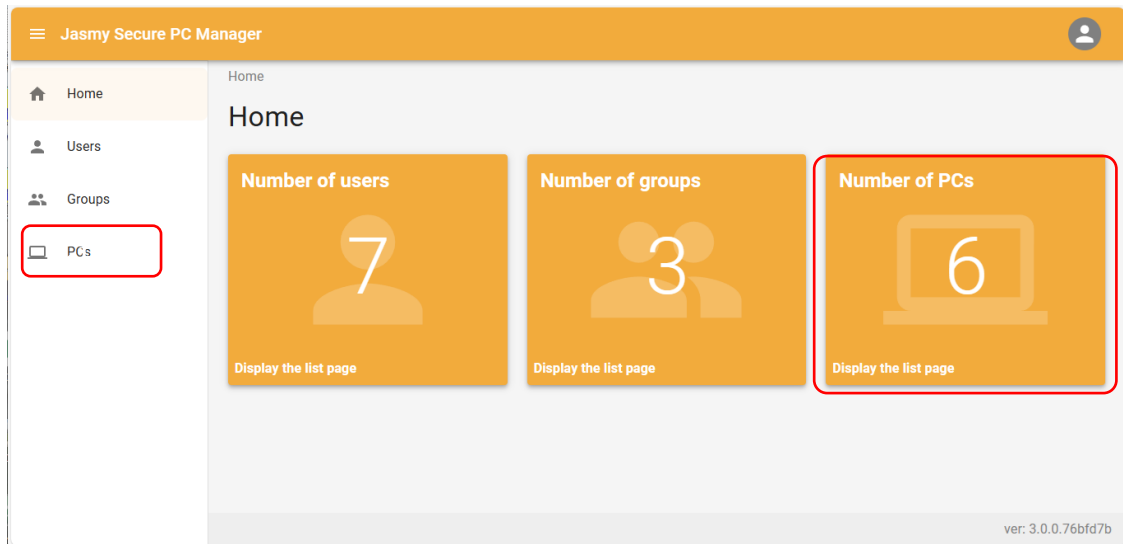 Jasmy Secure PC Manager
Home
Users
Groups
PCs
Home
Home
Number of users
7
Display the list page
Number of groups
3
Display the list page
Number of PCs
6
Display the list page
ver: 3.0.0.76bfd7b